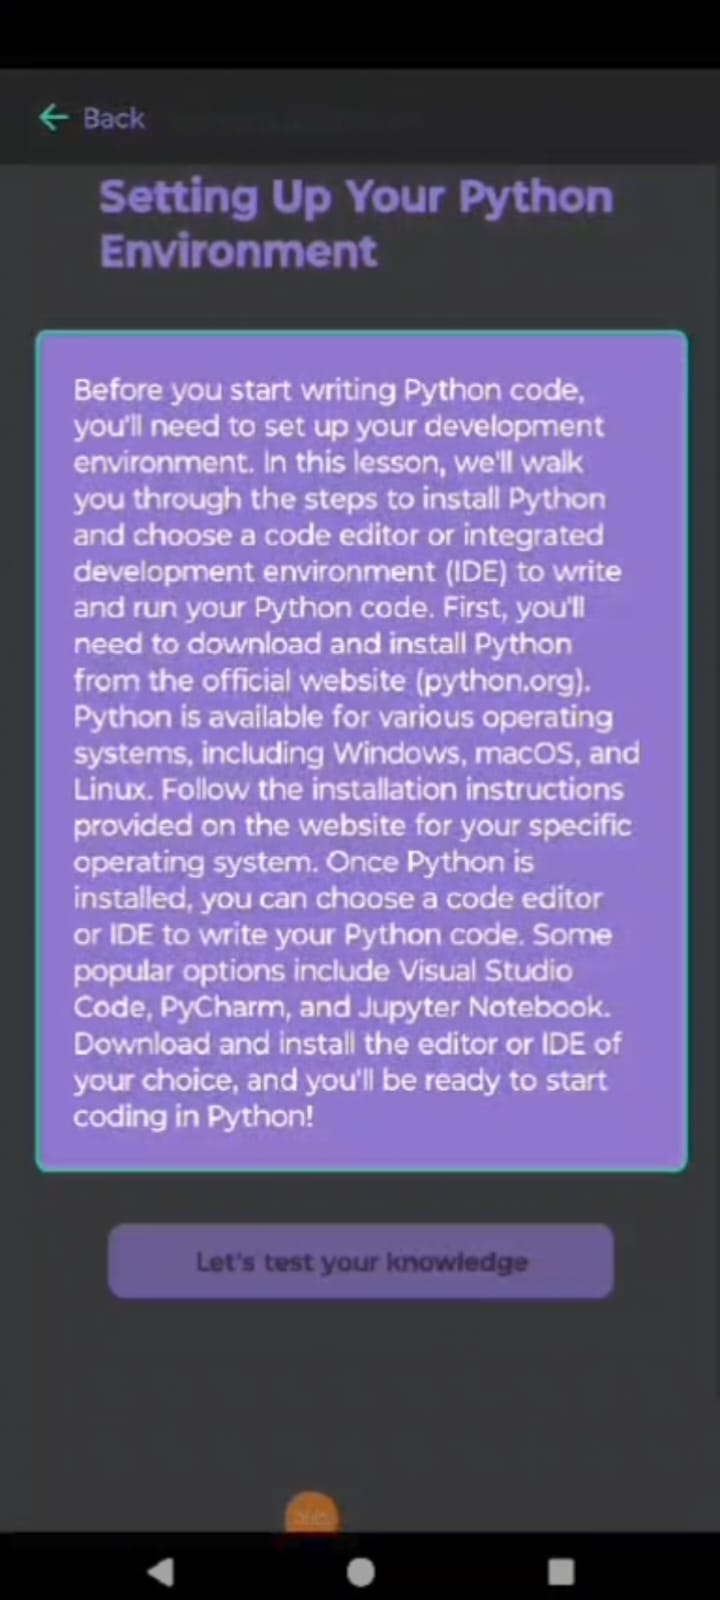 Back
Setting Up Your Python
Environment
Before you start writing Python code,
you'll need to set up your development
environment. In this lesson, we'll walk
you through the steps to install Python
and choose a code editor or integrated
development environment (IDE) to write
and run your Python code. First, you'll
need to download and install Python
from the official website (python.org).
Python is available for various operating
systems, including Windows, macOS, and
Linux. Follow the installation instructions
provided on the website for your specific
operating system. Once Python is
installed, you can choose a code editor
or IDE to write your Python code. Some
popular options include Visual Studio
Code, PyCharm, and Jupyter Notebook.
Download and install the editor or IDE of
your choice, and you'll be ready to start
coding in Python!
Let's test your knowledge